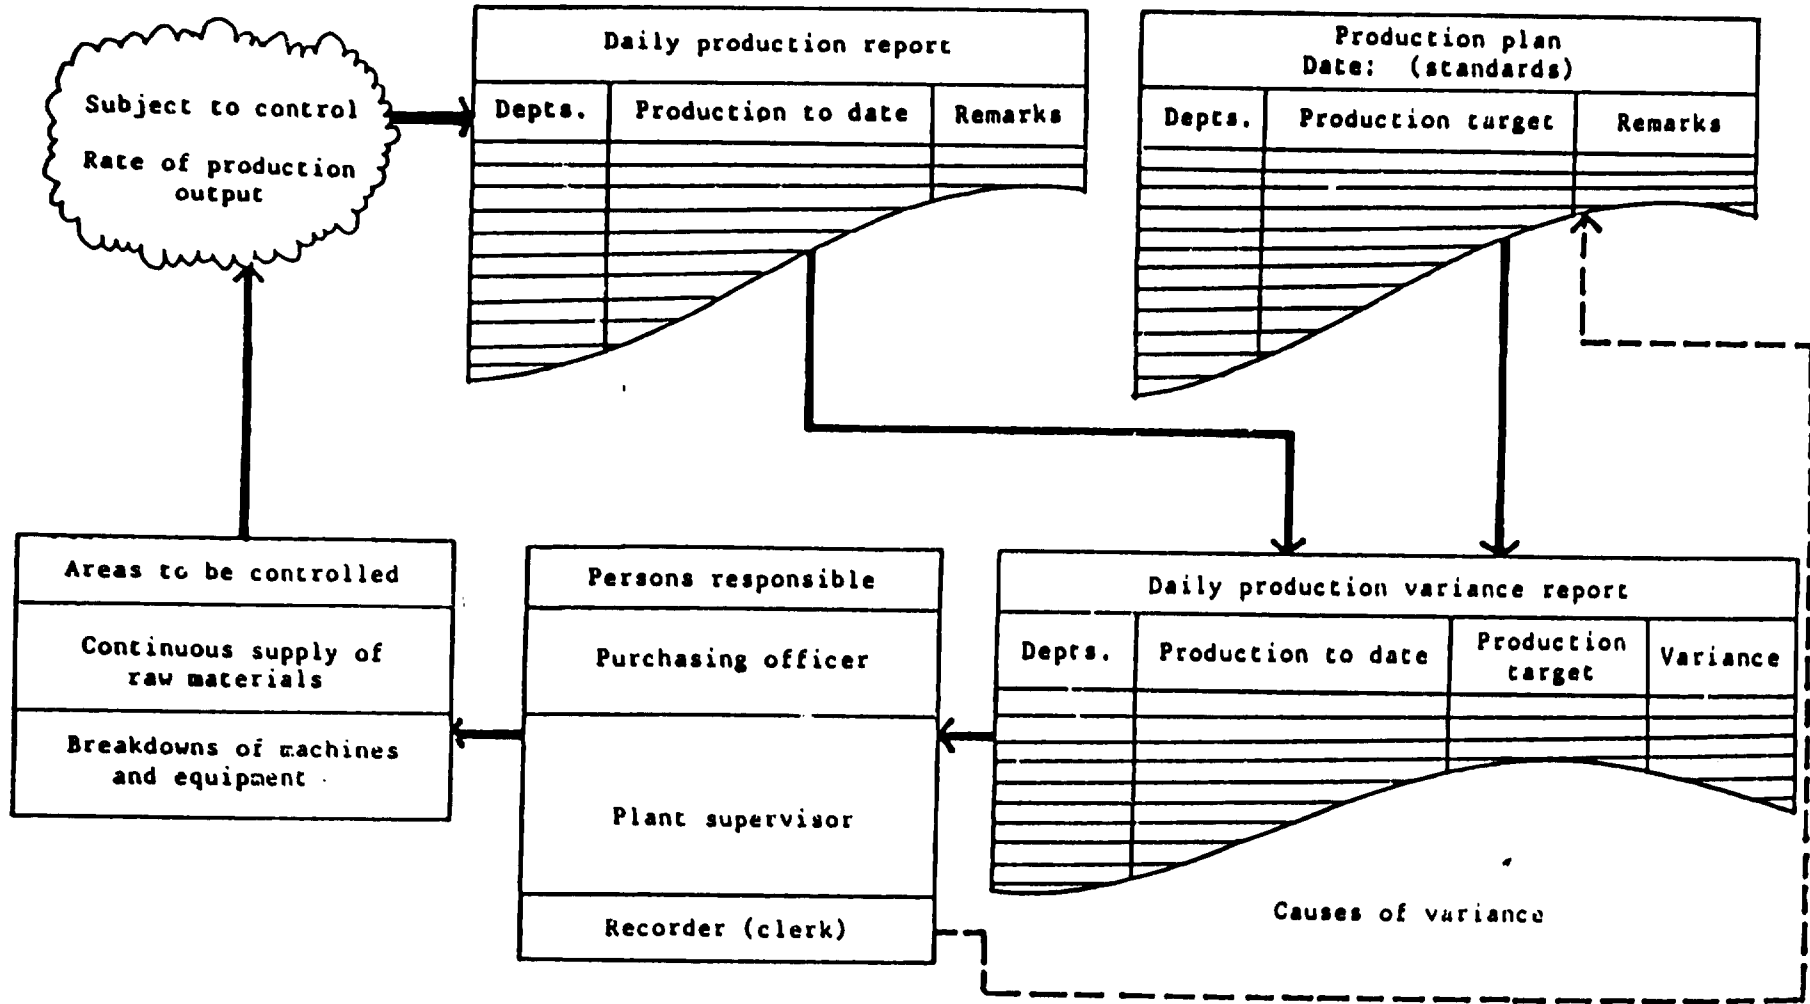 Subject to control
Rate of production
output
Daily production report
Depts.
Production to date
Remarks
Production plan
Date: (standards)
Depts.
Production target
Remarks
Areas to be controlled
Continuous supply of
raw materials
Breakdowns of machines
and equipment
Persons responsible
Purchasing officer
Plant supervisor
Recorder (clerk)
Daily production variance report
Depts.
Production to date
Production
target
Variance
Causes of variance